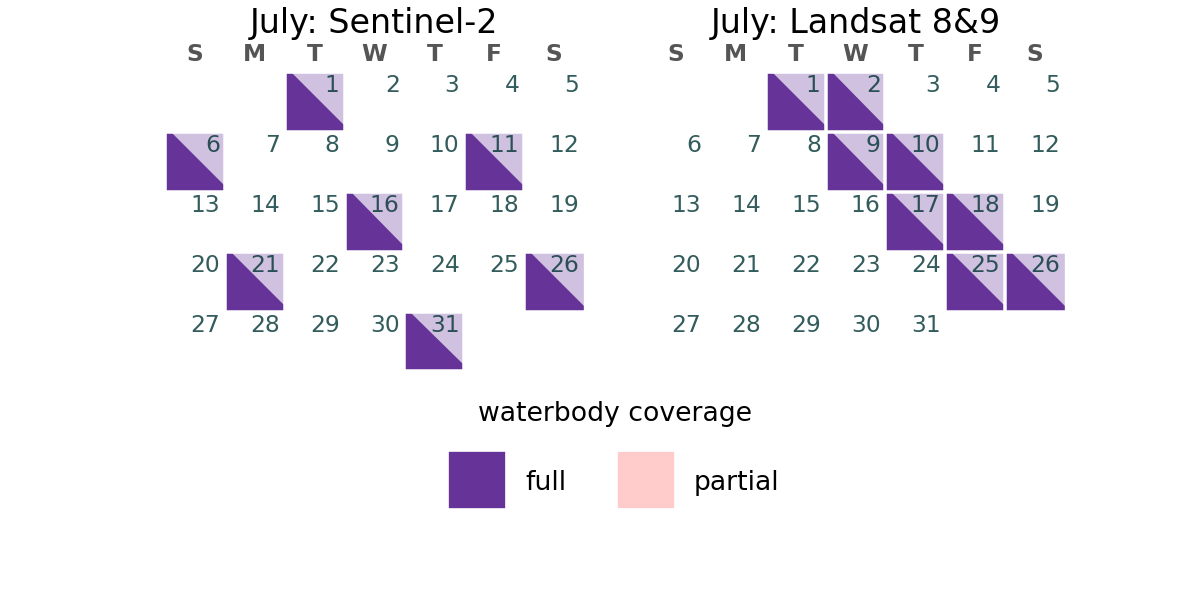 July: Sentinel-2
S M T W T F S
1 2 3 4 5
6 7 8 9 10 11 12
13 14 15 16 17 18 19
20 21 22 23 24 25 26
27 28 29 30 31
July: Landsat 8&9
S M T W T F S
1 2 3 4 5
6 7 8 9 10 11 12
13 14 15 16 17 18 19
20 21 22 23 24 25 26
27 28 29 30 31
waterbody coverage
full partial